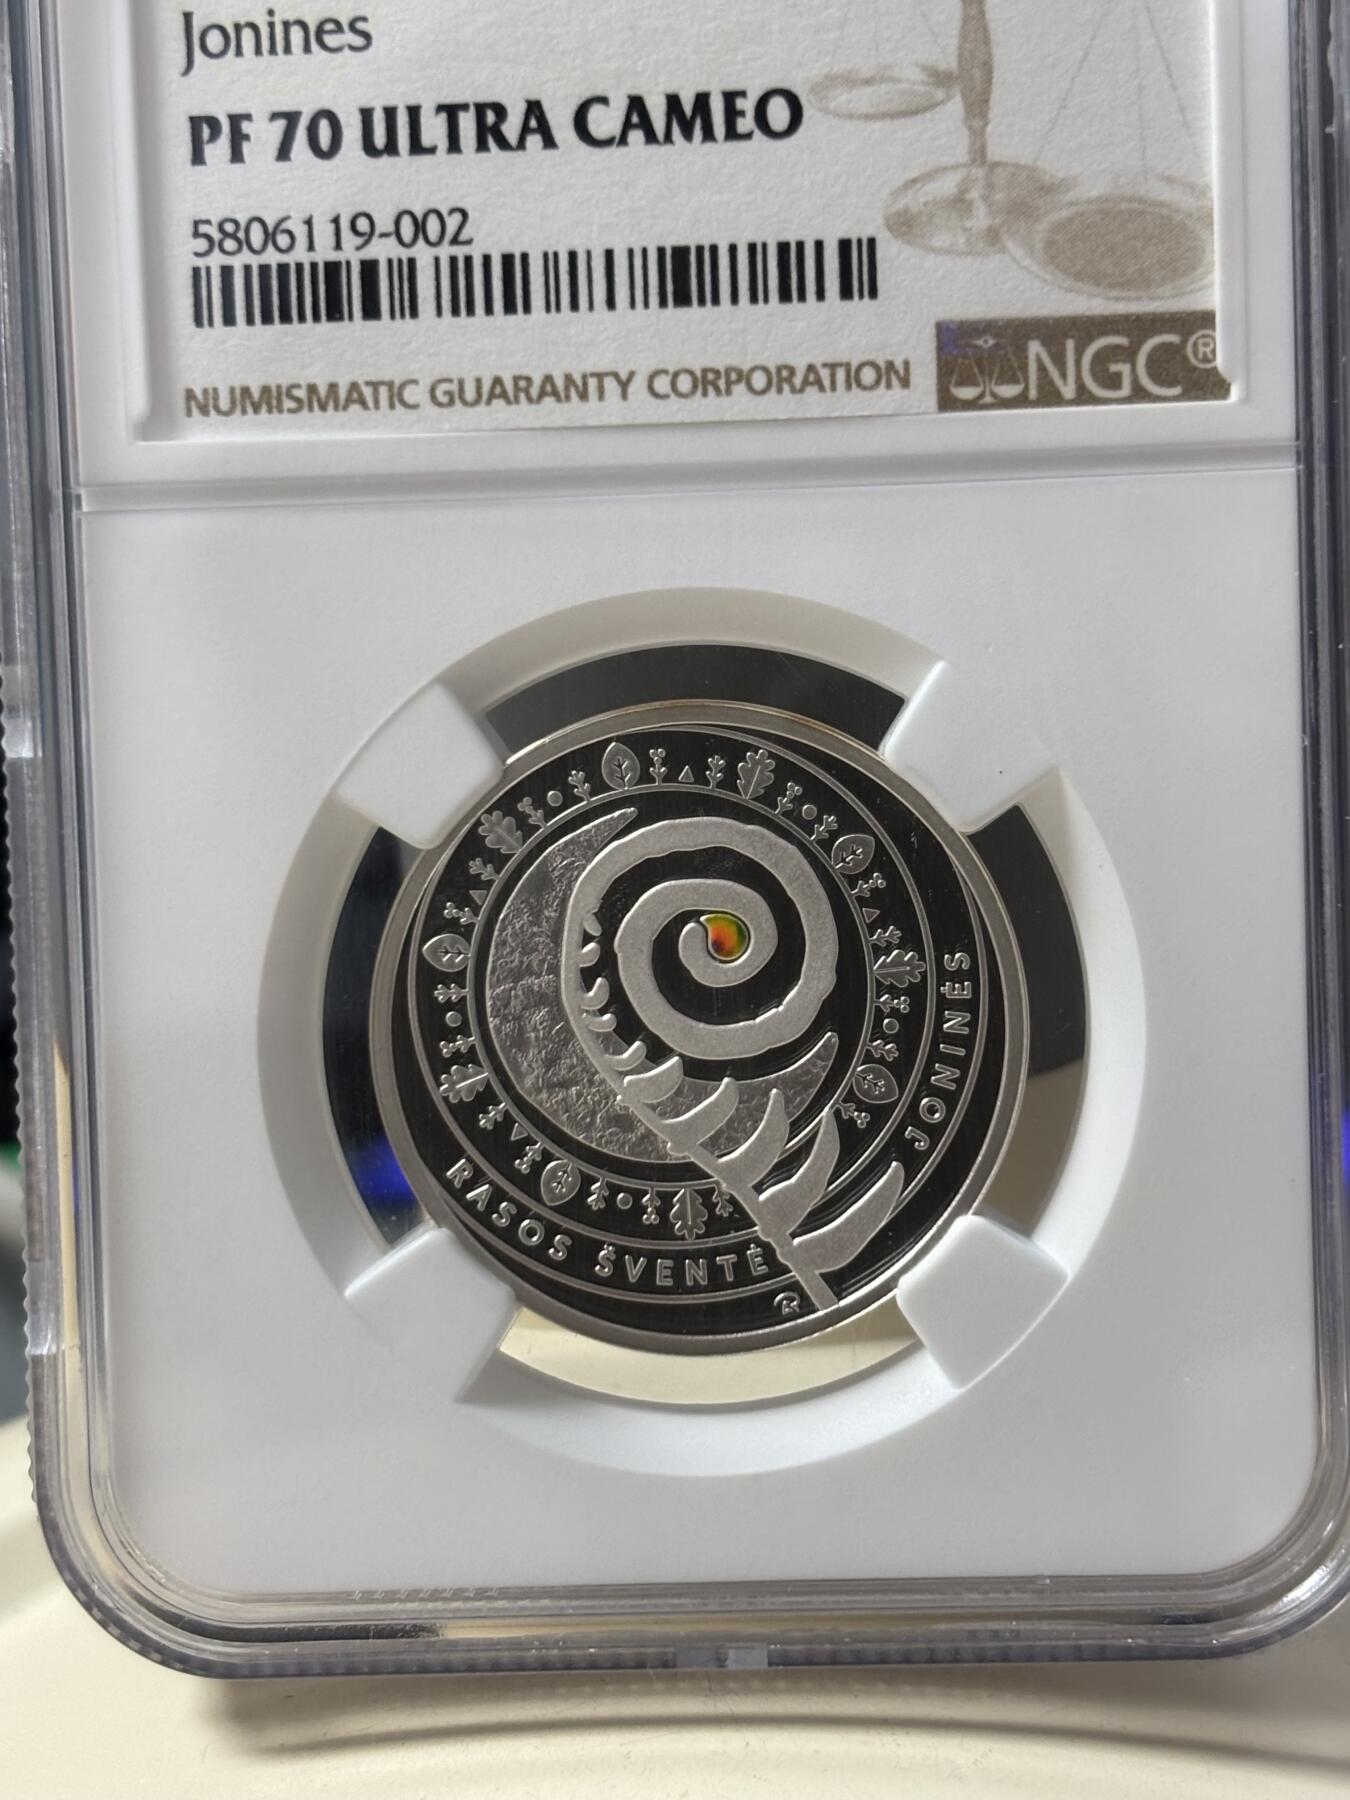 Jonines
PF 70 ULTRA CAMEO
5806119-002
NUMISMATIC GUARANTY CORPORATION
NGC®
RASOS ŠVENTĖ
JONINĖS